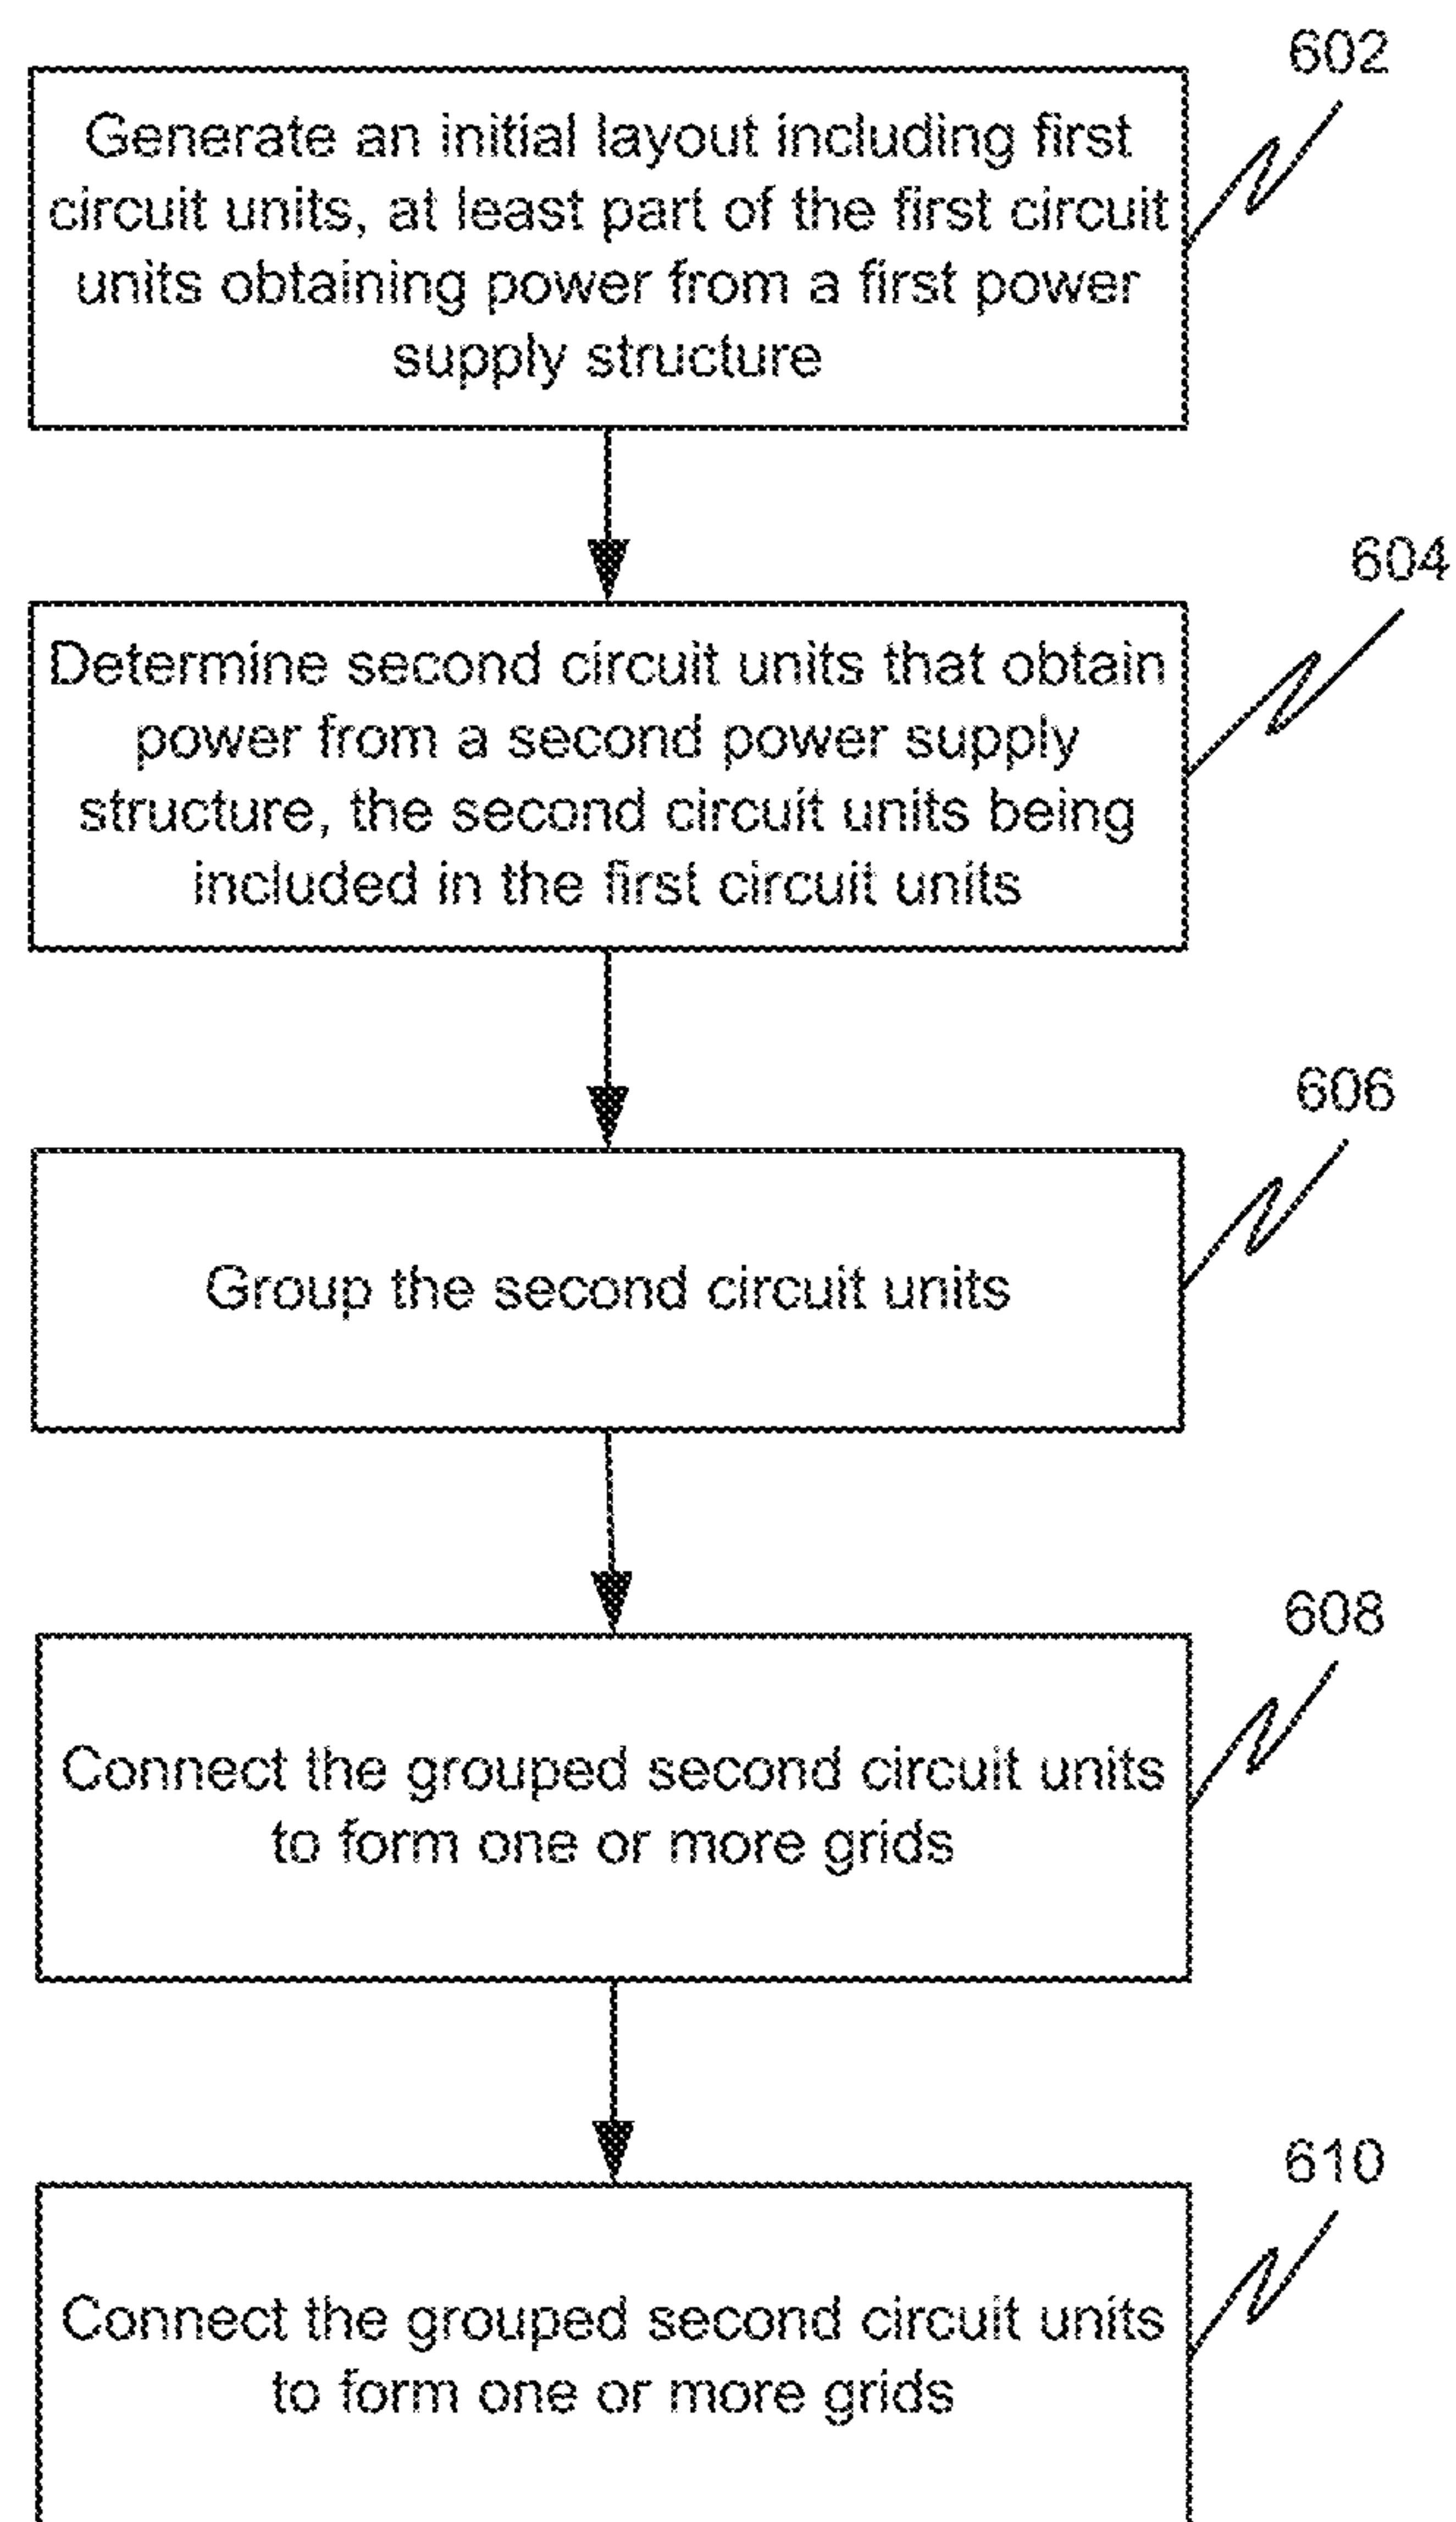 602
Generate an initial layout including first
circuit units, at least part of the first circuit
units obtaining power from a first power
supply structure
604
Determine second circuit units that obtain
power from a second power supply
structure, the second circuit units being
included in the first circuit units
606
Group the second circuit units
608
Connect the grouped second circuit units
to form one or more grids
610
Connect the grouped second circuit units
to form one or more grids